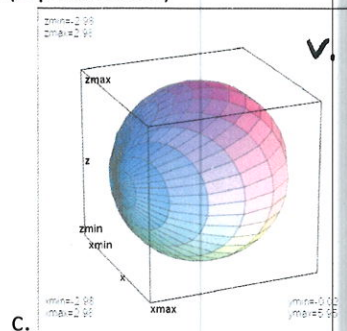 zmin=-2.98
zmax=2.98
V.
zmax
z
zmin
xmin
x
xmax
xmin=-2.98
xmax=2.98
ymin=-0.02
ymax=5.95
C.